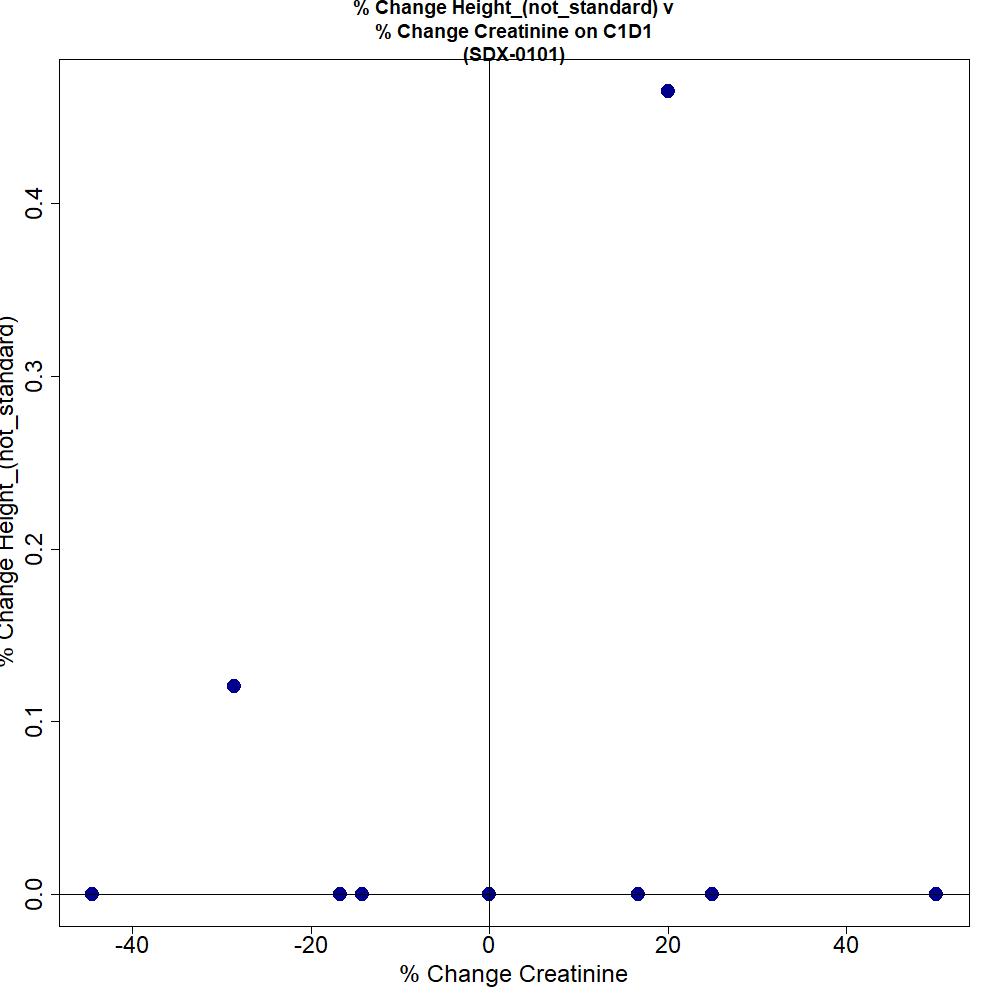 % Change Height_(not_standard) v
% Change Creatinine on C1D1
(SDX-0101)
% Change Height_(not_standard)
0.4
0.3
0.2
0.1
0.0
-40 -20 0 20 40
% Change Creatinine